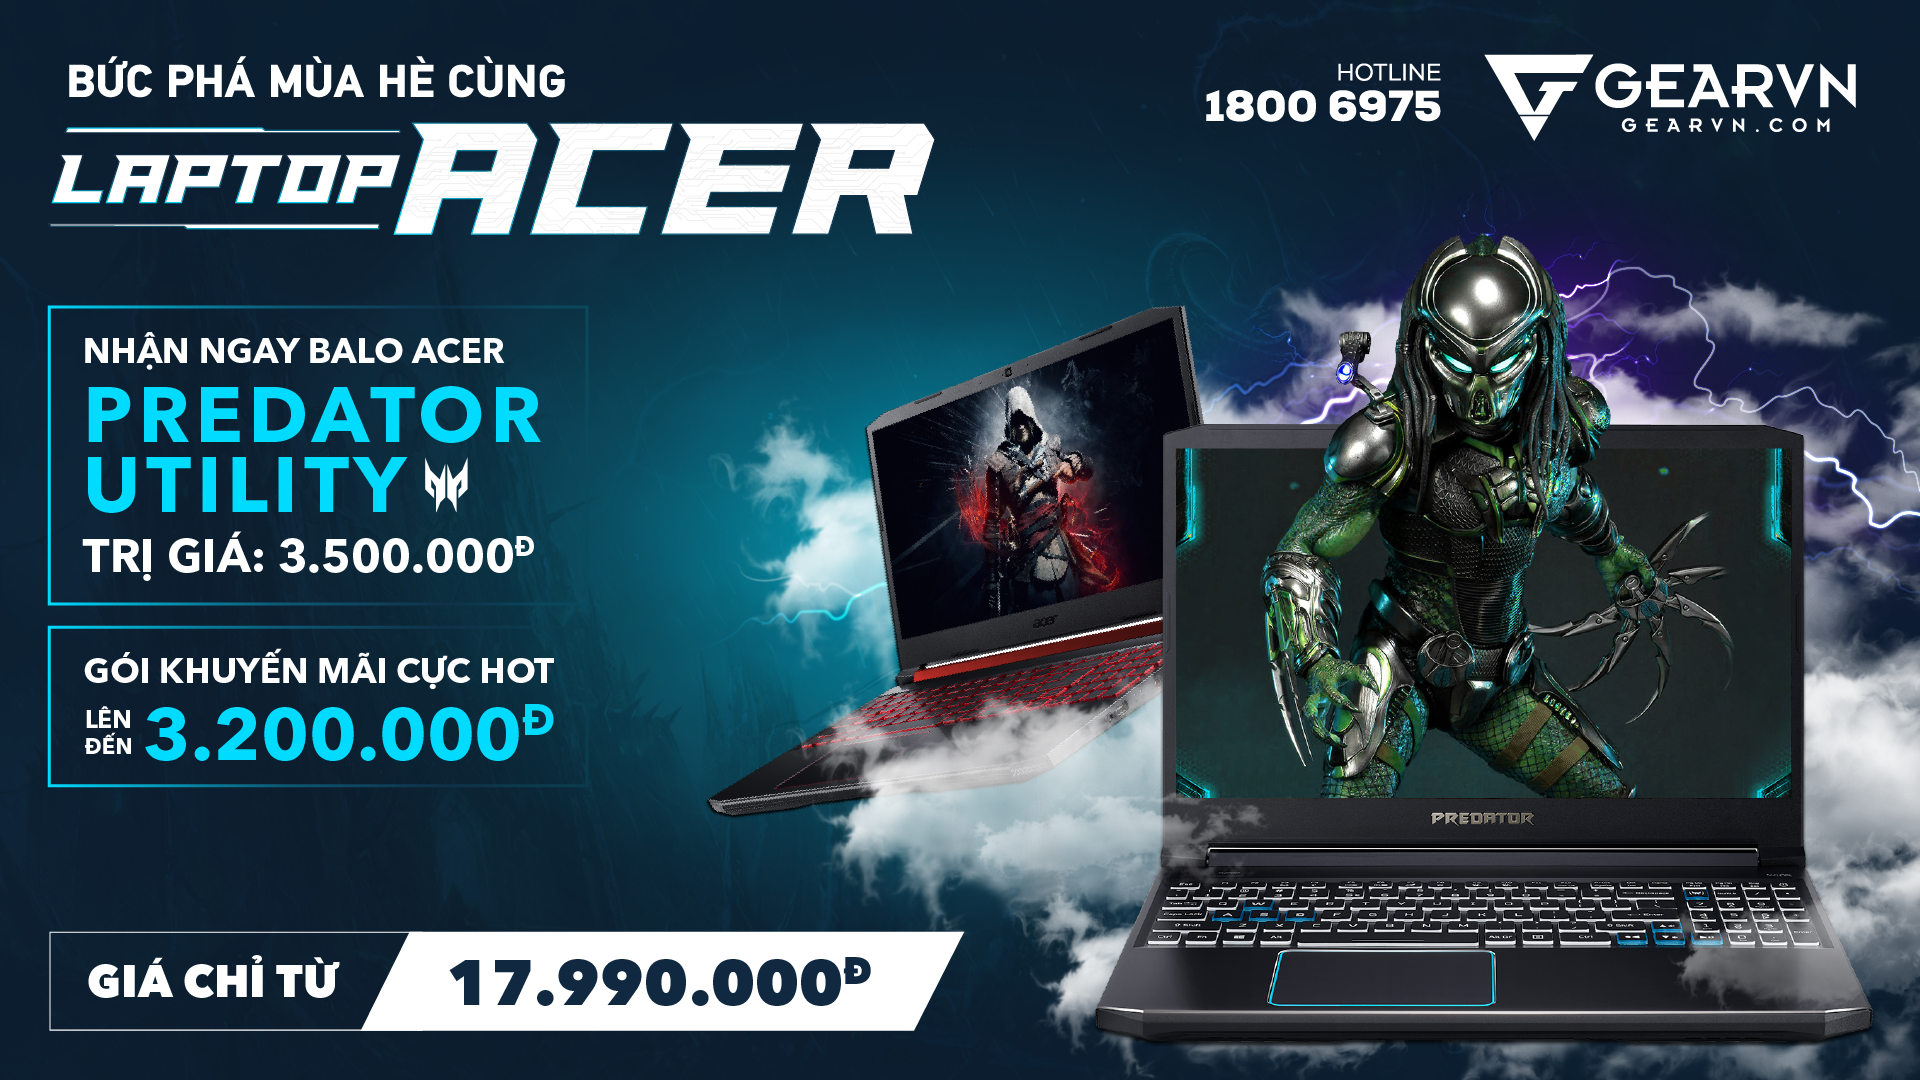 BỨC PHÁ MÙA HÈ CÙNG
LAPTOP ACER
HOTLINE
1800 6975
GEARVN
GEARVN.COM
NHẬN NGAY BALO ACER
PREDATOR
UTILITY
TRỊ GIÁ: 3.500.000Đ
GÓI KHUYẾN MÃI CỰC HOT
LÊN ĐẾN 3.200.000Đ
GIÁ CHỈ TỪ 17.990.000Đ
acer
PREDATOR